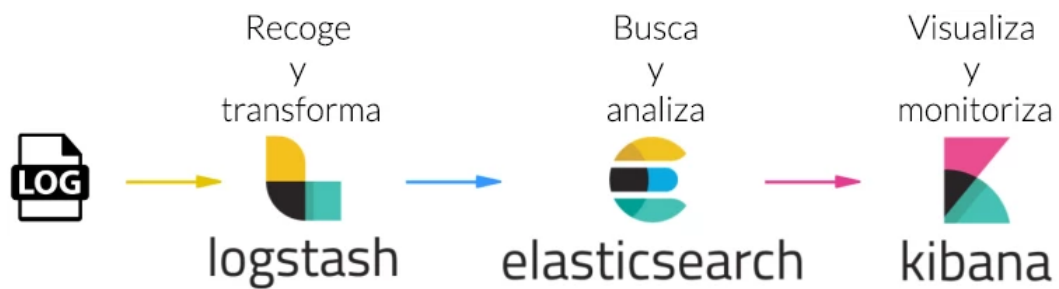 Recoge
y
transforma
Busca
y
analiza
Visualiza
y
monitoriza
LOG
logstash
elasticsearch
kibana